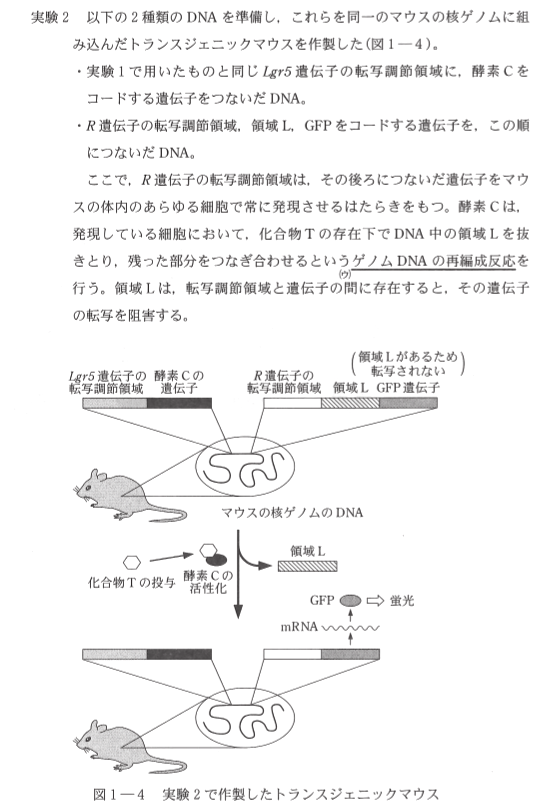 実験2 以下の2種類のDNAを準備し,これらを同一のマウスの核ゲノムに組
み込んだトランスジェニックマウスを作製した(図1—4)。
・実験1で用いたものと同じLgr5遺伝子の転写調節領域に,酵素Cを
コードする遺伝子をつないだDNA。
・R遺伝子の転写調節領域,領域L,GFPをコードする遺伝子を,この順
につないだDNA。
ここで,R遺伝子の転写調節領域は,その後ろにつないだ遺伝子をマウ
スの体内のあらゆる細胞で常に発現させるはたらきをもつ。酵素Cは,
発現している細胞において,化合物Tの存在下でDNA中の領域Lを抜
きとり,残った部分をつなぎ合わせるというゲノムDNAの再編成反応を
(ウ)
行う。領域Lは,転写調節領域と遺伝子の間に存在すると,その遺伝子
の転写を阻害する。
(領域Lがあるため
転写されない)
Lgr5遺伝子の 酵素Cの R遺伝子の
転写調節領域 遺伝子 転写調節領域 領域L GFP遺伝子
マウスの核ゲノムのDNA
領域L
化合物Tの投与 酵素Cの
活性化
GFP 蛍光
mRNA
図1—4 実験2で作製したトランスジェニックマウス